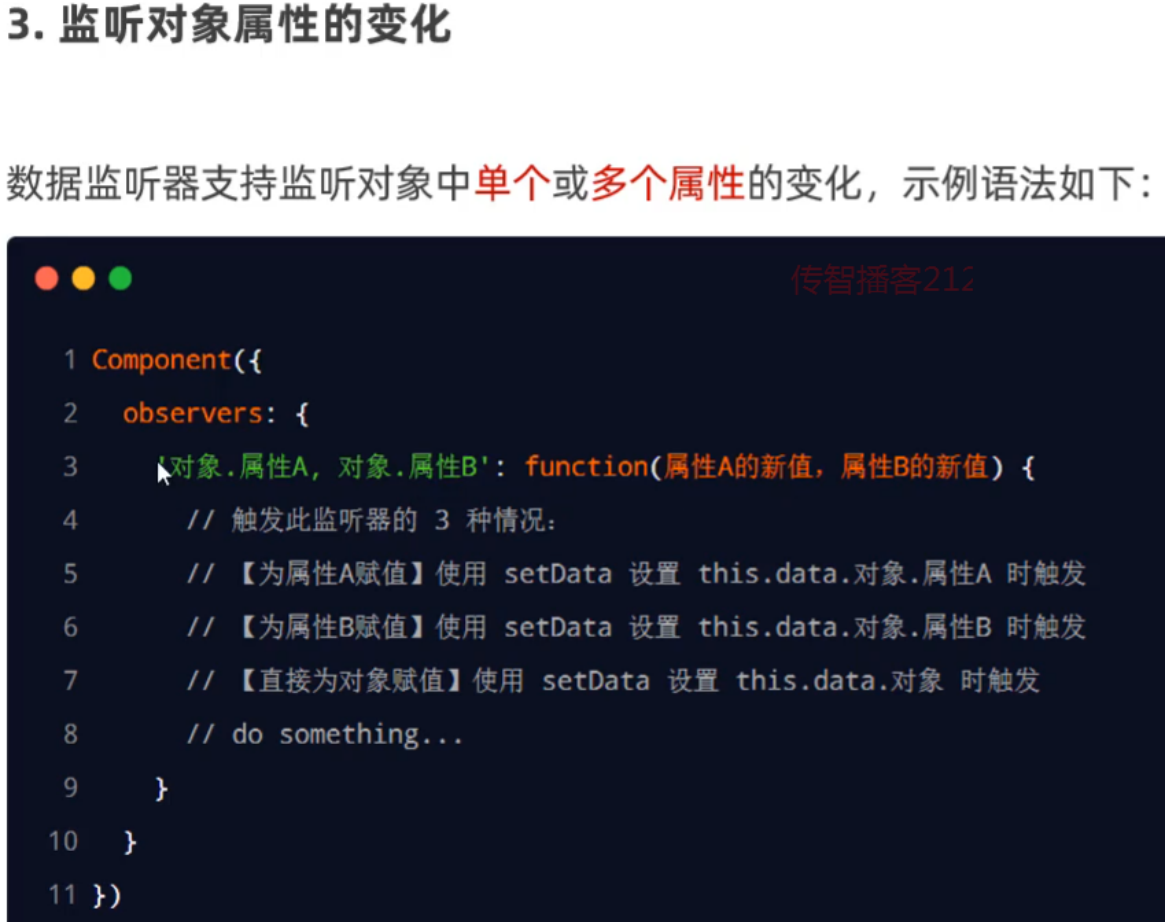 3. 监听对象属性的变化
数据监听器支持监听对象中单个或多个属性的变化，示例语法如下：
传智播客212
1 Component({
2   observers: {
3     '对象.属性A, 对象.属性B': function(属性A的新值，属性B的新值) {
4       // 触发此监听器的 3 种情况：
5       // 【为属性A赋值】使用 setData 设置 this.data.对象.属性A 时触发
6       // 【为属性B赋值】使用 setData 设置 this.data.对象.属性B 时触发
7       // 【直接为对象赋值】使用 setData 设置 this.data.对象 时触发
8       // do something...
9     }
10   }
11 })